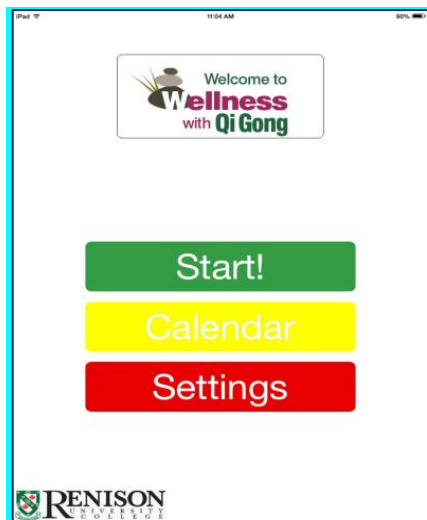 iPad 11:04 AM 90%
Welcome to
Wellness
with Qi Gong
Start!
Calendar
Settings
RENISON
UNIVERSITY
COLLEGE